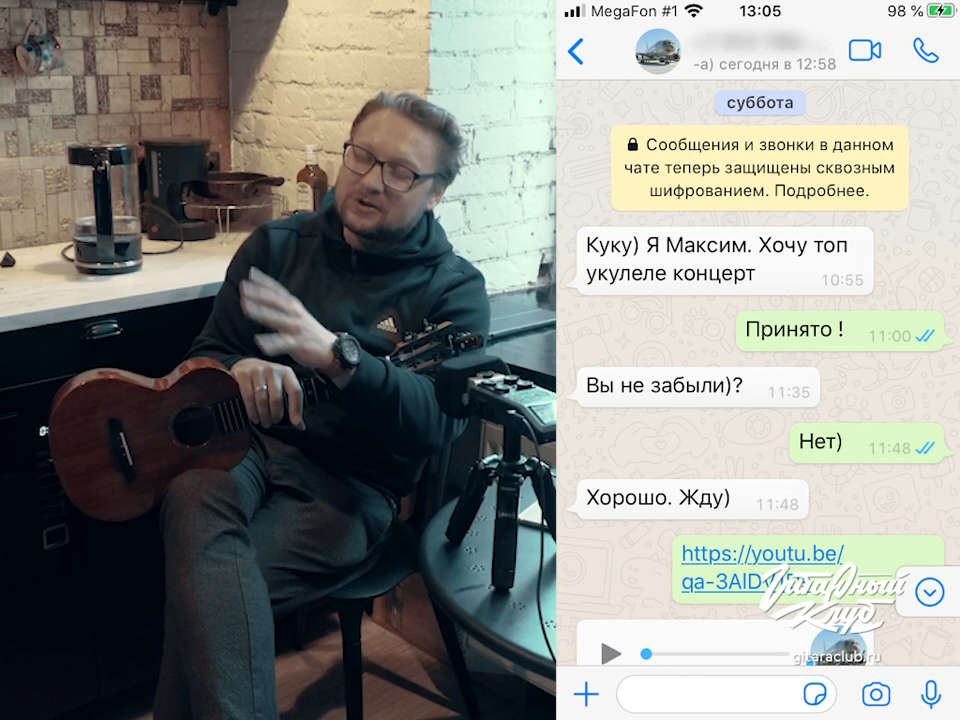 MegaFon #1
13:05
98 %
-а) сегодня в 12:58
суббота
Сообщения и звонки в данном
чате теперь защищены сквозным
шифрованием. Подробнее.
Куку) Я Максим. Хочу топ
укулеле концерт
10:55
Принято !
11:00
Вы не забыли)?
11:35
Нет)
11:48
Хорошо. Жду)
11:48
https://youtu.be/
Гитарный
Клуб
gitaraclub.ru